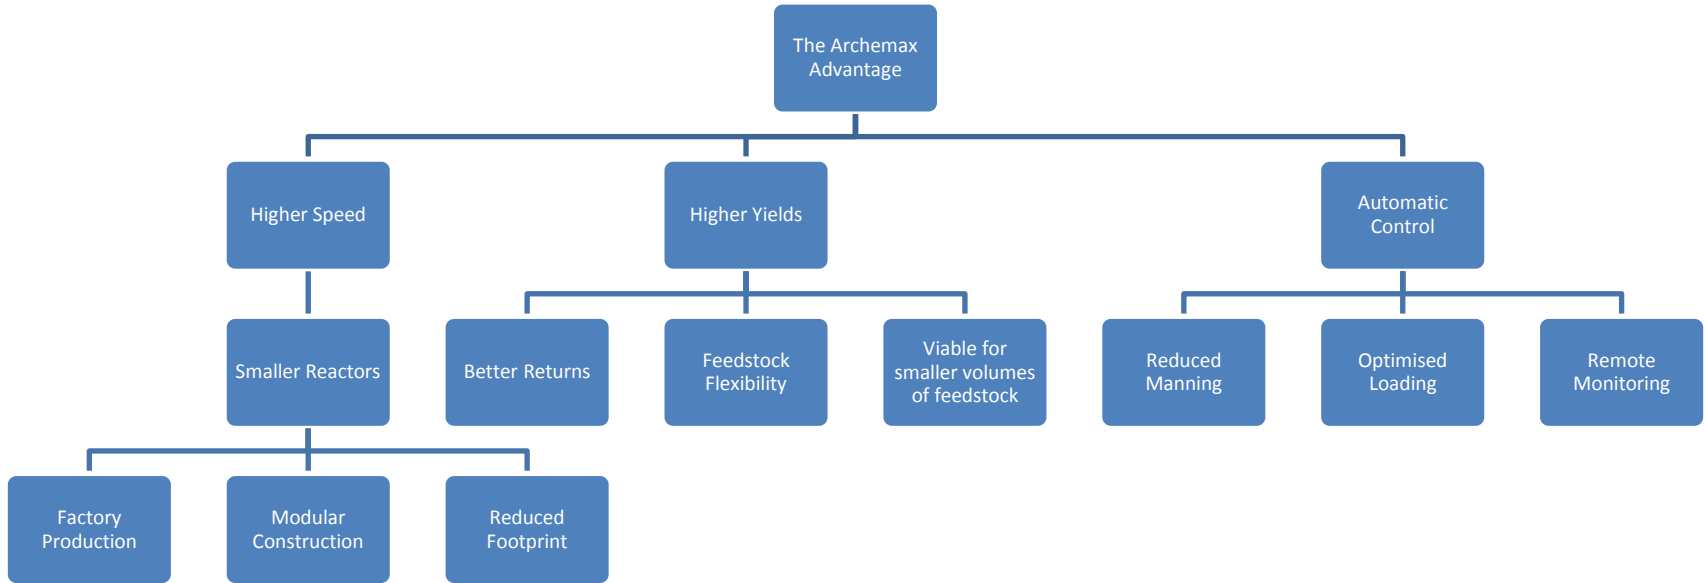 The Archemax
Advantage
Higher Speed
Higher Yields
Automatic
Control
Smaller Reactors
Better Returns
Feedstock
Flexibility
Viable for
smaller volumes
of feedstock
Reduced
Manning
Optimised
Loading
Remote
Monitoring
Factory
Production
Modular
Construction
Reduced
Footprint